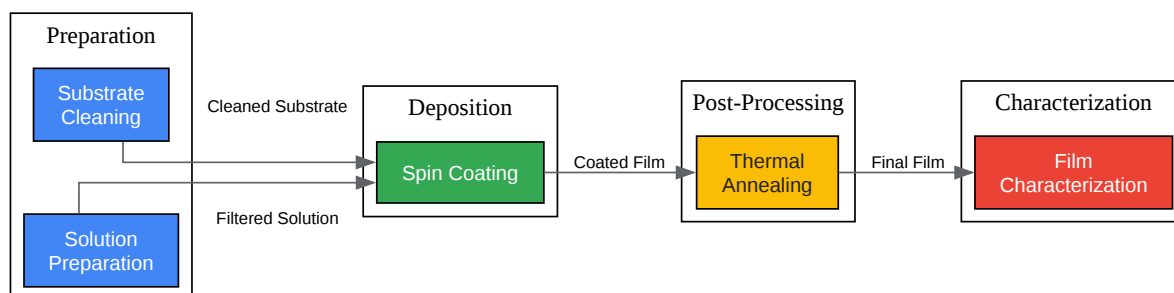 Preparation
Substrate
Cleaning
Solution
Preparation
Cleaned Substrate
Filtered Solution
Deposition
Spin Coating
Coated Film
Post-Processing
Thermal
Annealing
Final Film
Characterization
Film
Characterization